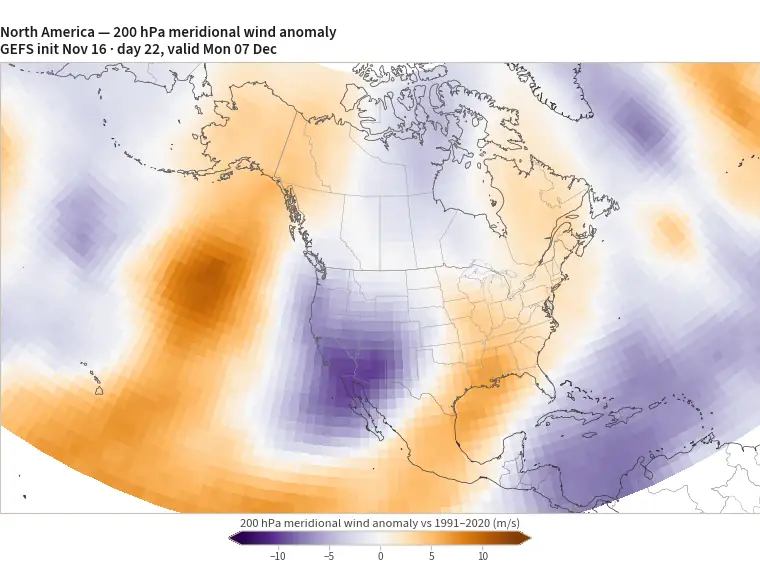 North America — 200 hPa meridional wind anomaly
GEFS init Nov 16 · day 22, valid Mon 07 Dec
200 hPa meridional wind anomaly vs 1991–2020 (m/s)
−10 −5 0 5 10